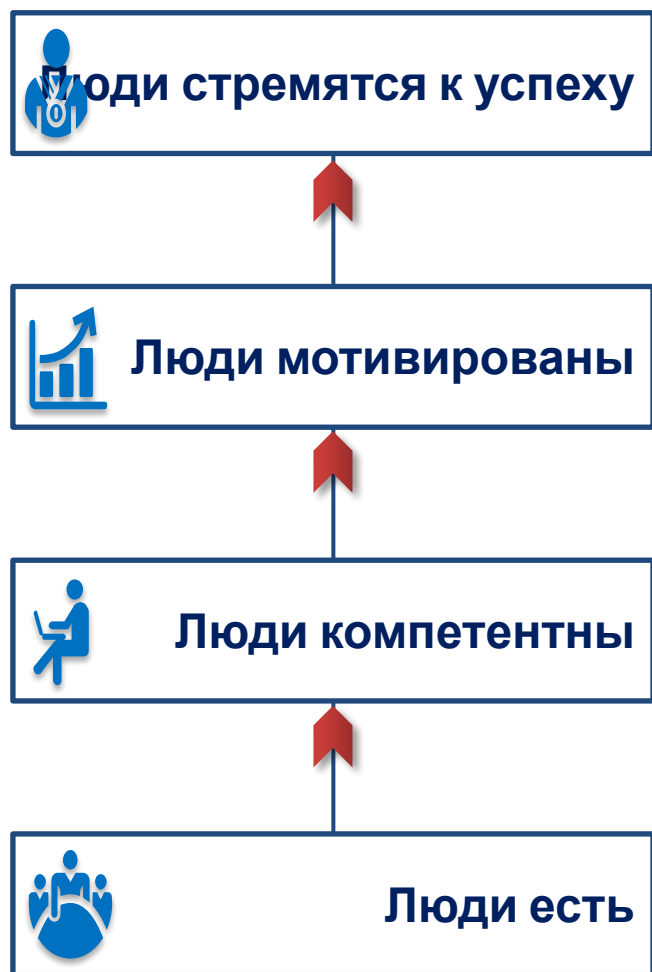 Люди стремятся к успеху
Люди мотивированы
Люди компетентны
Люди есть